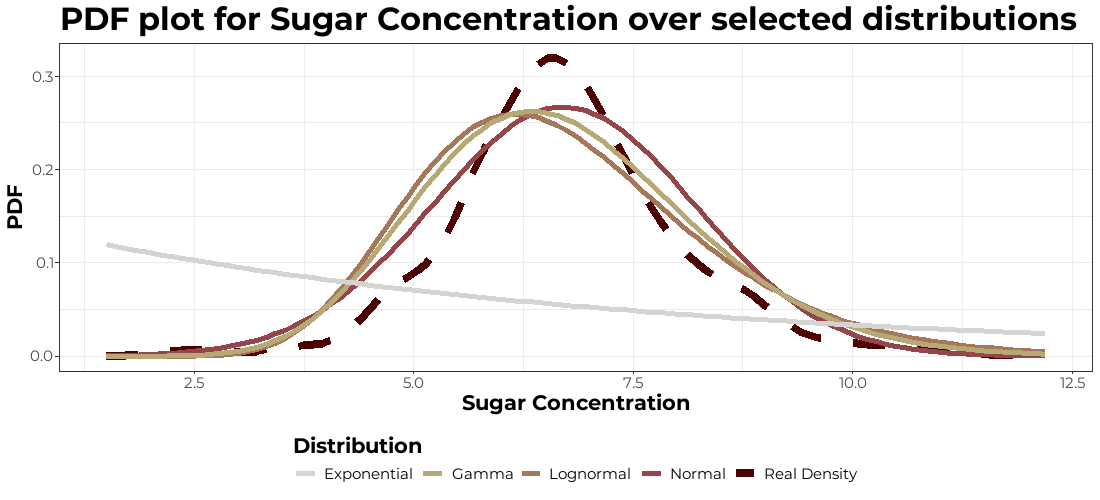 PDF plot for Sugar Concentration over selected distributions
PDF
0.3
0.2
0.1
0.0
2.5 5.0 7.5 10.0 12.5
Sugar Concentration
Distribution
Exponential Gamma Lognormal Normal Real Density